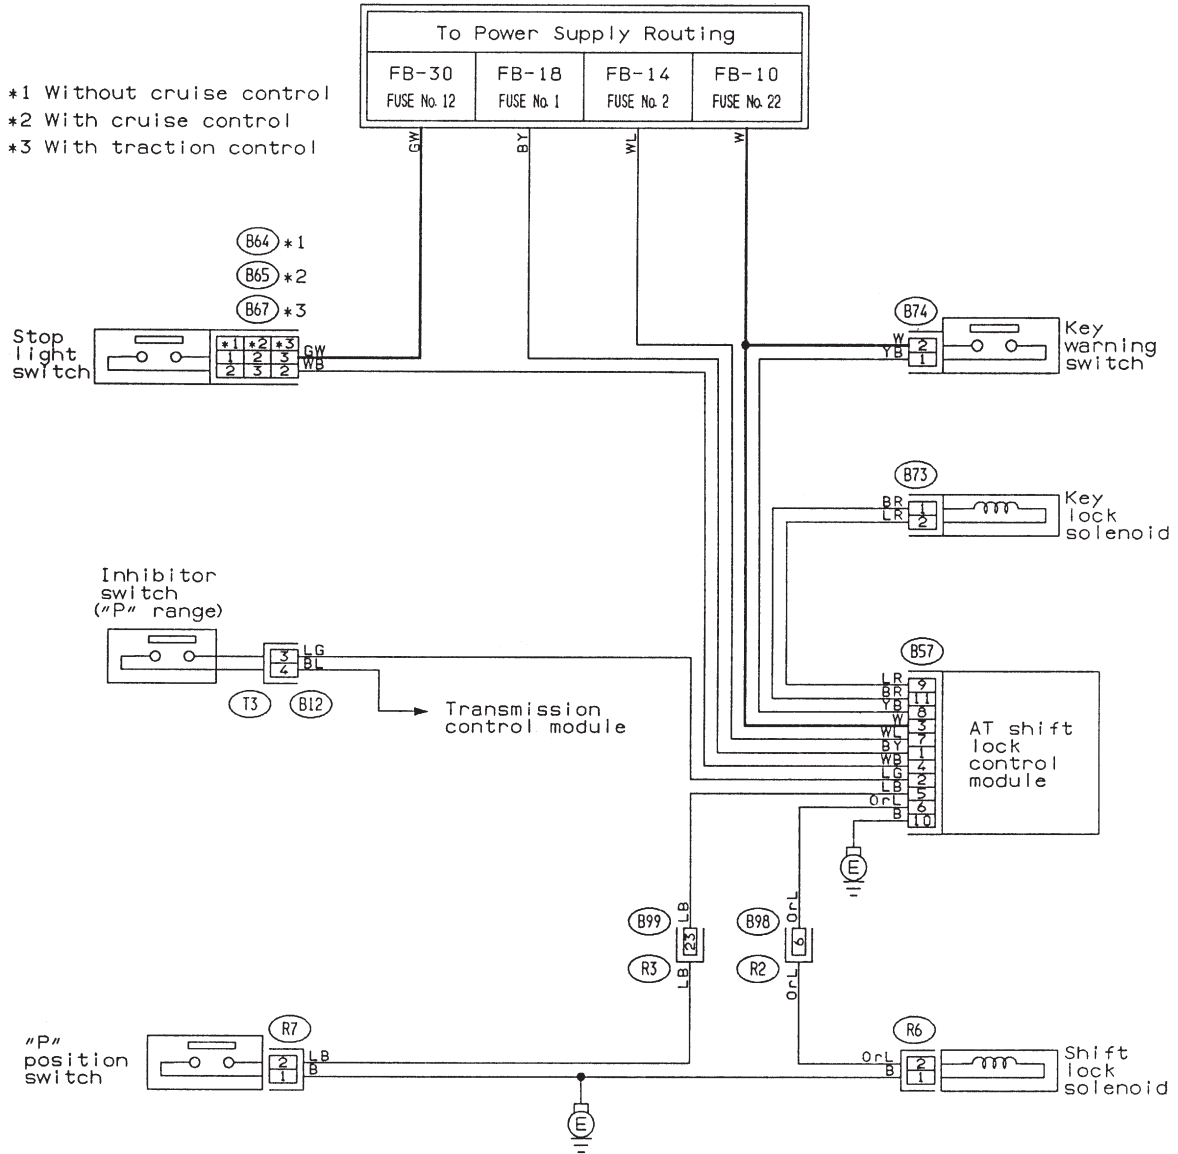 To Power Supply Routing
FB-30 FB-18 FB-14 FB-10
FUSE No. 12 FUSE No. 1 FUSE No. 2 FUSE No. 22
*1 Without cruise control
*2 With cruise control
*3 With traction control
GW BY WL W
B64 *1
B65 *2
B67 *3
Stop
light
switch
*1 *2 *3
1 2 3
2 3 2
GW
WB
B74
W
YB
2
1
Key
warning
switch
B73
BR
LR
1
2
Key
lock
solenoid
Inhibitor
switch
("P" range)
3
4
LG
BL
T3 B12
Transmission
control module
B57
LR 9
BR 11
YB 8
W 3
WL 7
BY 1
WB 4
LG 2
LB 5
OrL 6
B 10
AT shift
lock
control
module
E
B99 LB
23
R3 LB
B98 OrL
6
R2 OrL
"P"
position
switch
R7
2 LB
1 B
E
R6
OrL 2
B 1
Shift
lock
solenoid